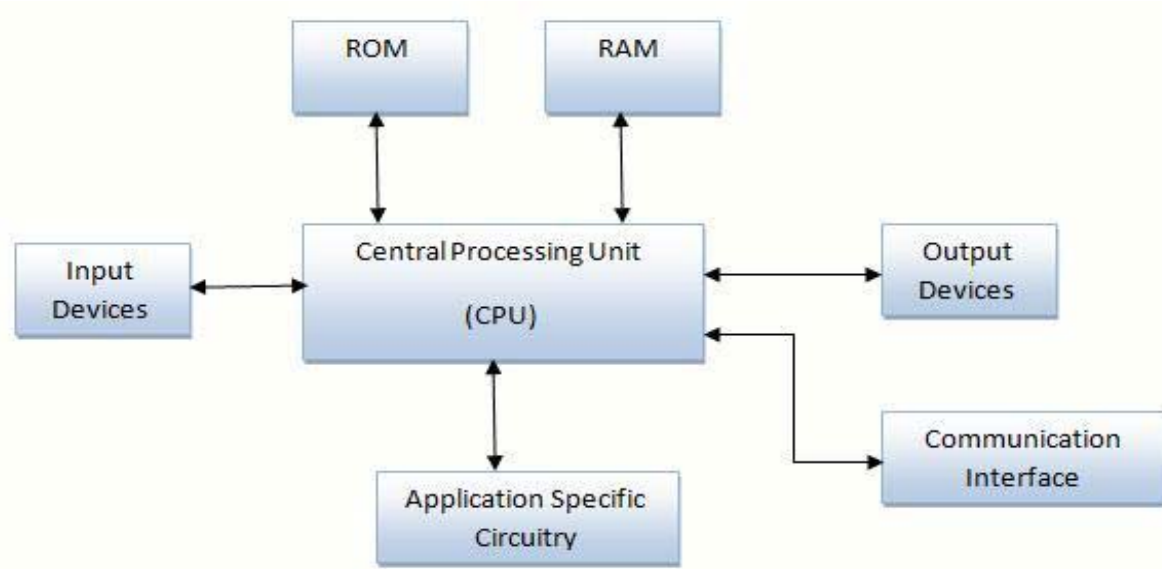 ROM
RAM
Central Processing Unit
(CPU)
Input
Devices
Output
Devices
Communication
Interface
Application Specific
Circuitry